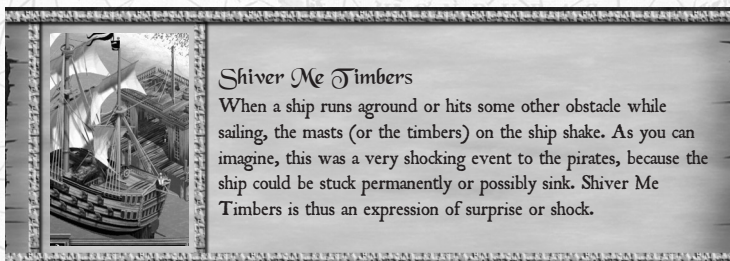 Shiver Me Timbers
When a ship runs aground or hits some other obstacle while
sailing, the masts (or the timbers) on the ship shake. As you can
imagine, this was a very shocking event to the pirates, because the
ship could be stuck permanently or possibly sink. Shiver Me
Timbers is thus an expression of surprise or shock.